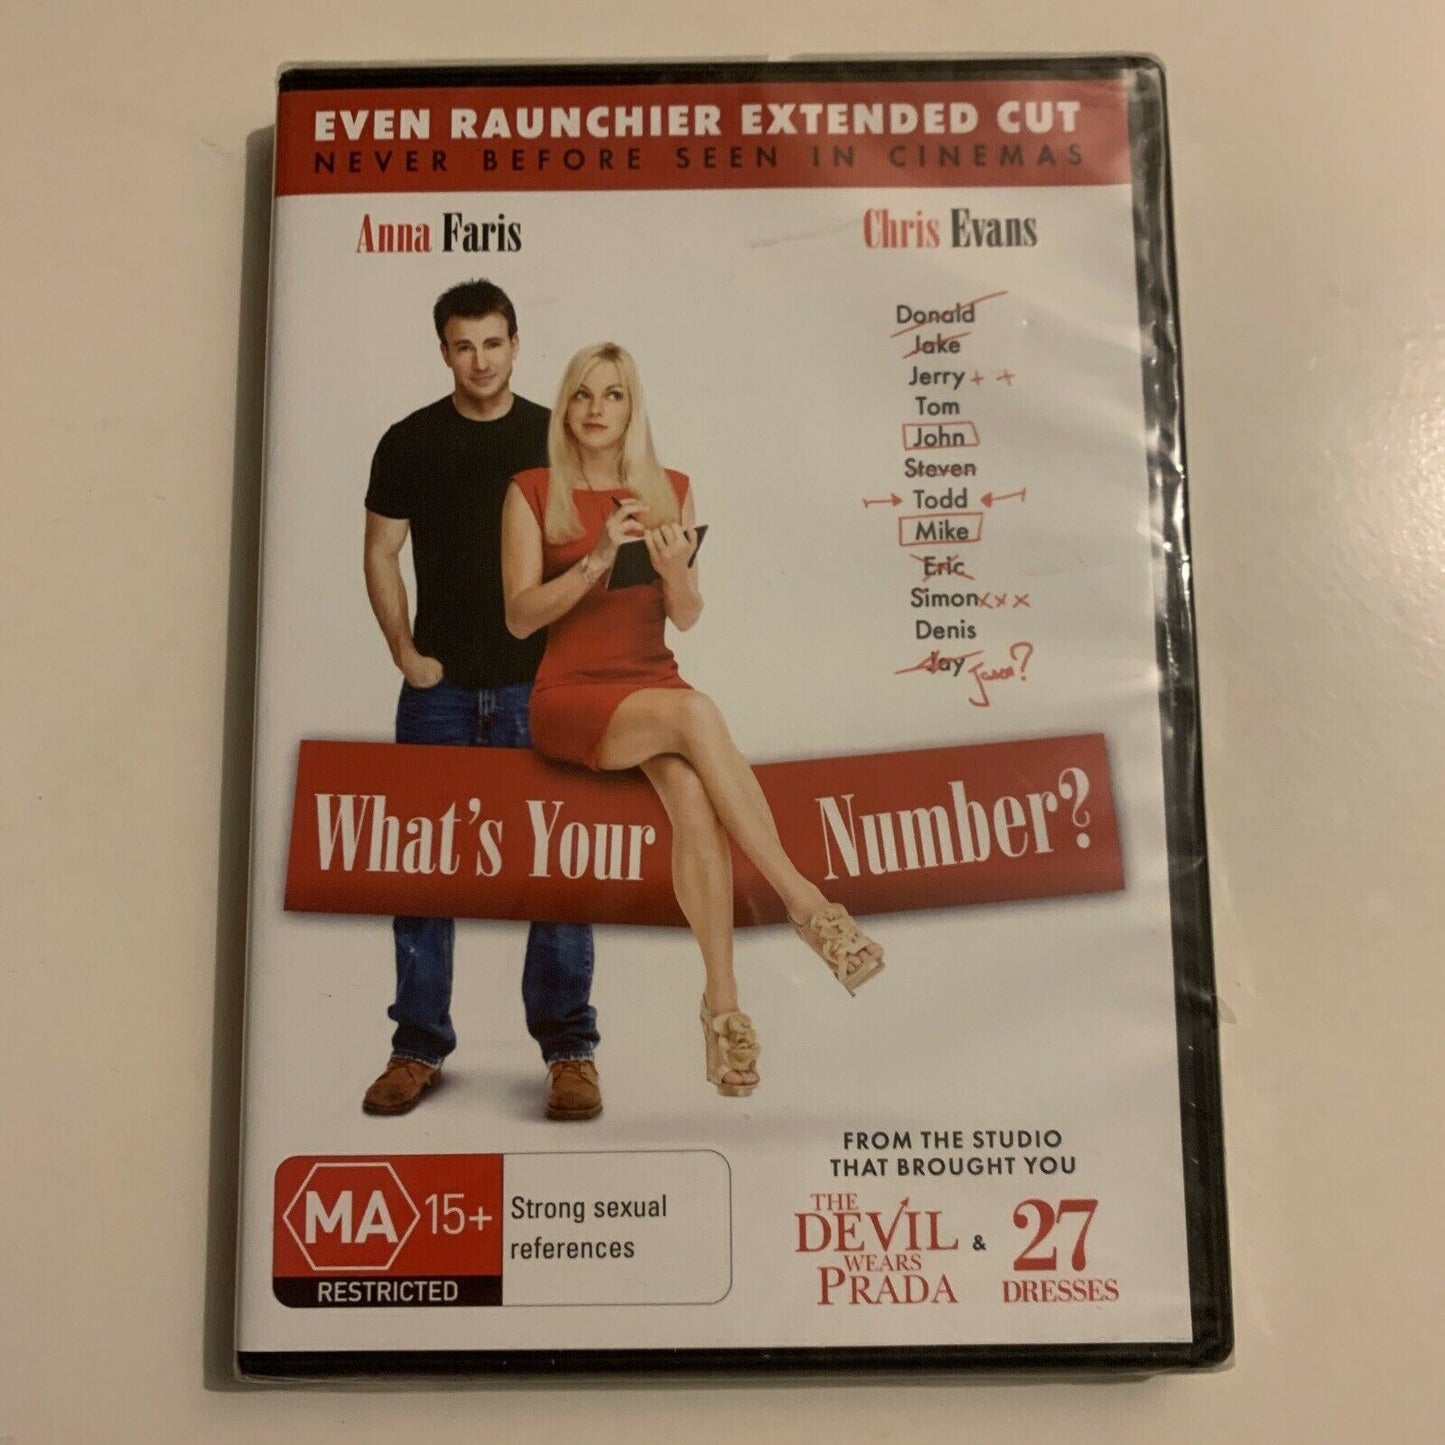 EVEN RAUNCHIER EXTENDED CUT
NEVER BEFORE SEEN IN CINEMAS
Anna Faris
Chris Evans
Donald
Jake
Jerry + +
Tom
John
Steven
Todd
Mike
Eric
Simon x x x
Denis
Jay Jason?
What's Your Number?
MA 15+
RESTRICTED
Strong sexual
references
FROM THE STUDIO
THAT BROUGHT YOU
THE
DEVIL
WEARS
PRADA
&
27
DRESSES